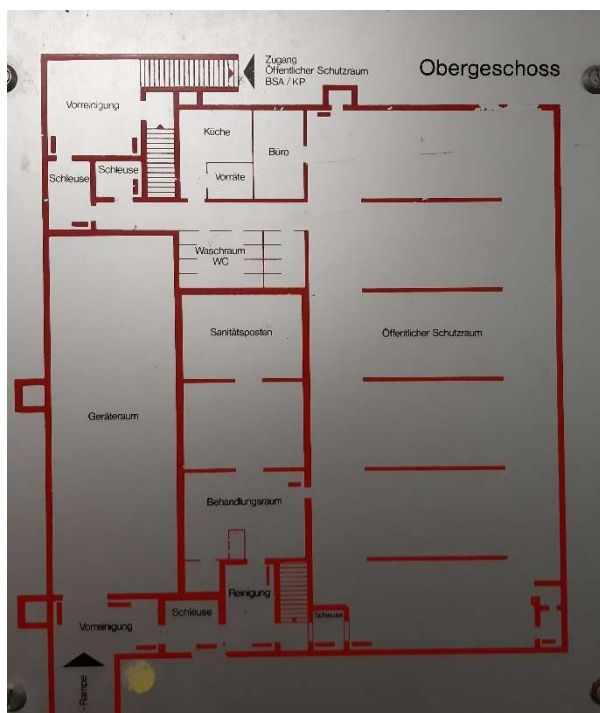 Zugang
Öffentlicher Schutzraum
BSA / KP
Obergeschoss
Vorreinigung
Küche
Büro
Schleuse
Schleuse
Vorräte
Waschraum
WC
Sanitätsposten
Öffentlicher Schutzraum
Geräteraum
Behandlungsraum
Reinigung
Schleuse
Schleuse
Vorreinigung
-Rampe